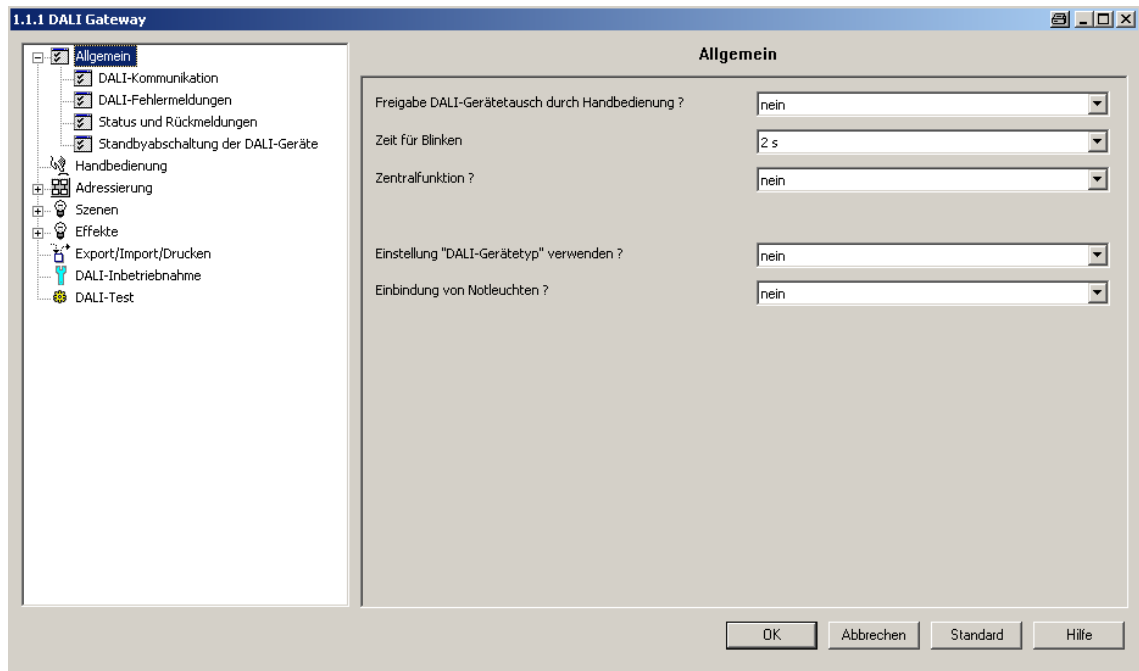 1.1.1 DALI Gateway
Allgemein
DALI-Kommunikation
DALI-Fehlermeldungen
Status und Rückmeldungen
Standbyabschaltung der DALI-Geräte
Handbedienung
Adressierung
Szenen
Effekte
Export/Import/Drucken
DALI-Inbetriebnahme
DALI-Test
Allgemein
Freigabe DALI-Gerätetausch durch Handbedienung ? nein
Zeit für Blinken 2 s
Zentralfunktion ? nein
Einstellung "DALI-Gerätetyp" verwenden ? nein
Einbindung von Notleuchten ? nein
OK Abbrechen Standard Hilfe